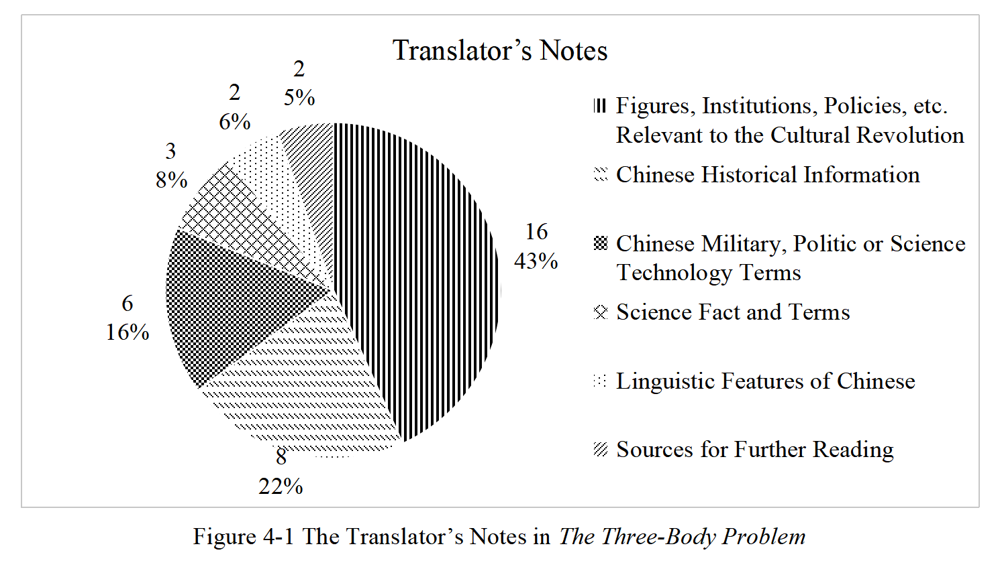 Translator’s Notes
2
5%
2
6%
3
8%
16
43%
6
16%
8
22%
Figures, Institutions, Policies, etc.
Relevant to the Cultural Revolution
Chinese Historical Information
Chinese Military, Politic or Science
Technology Terms
Science Fact and Terms
Linguistic Features of Chinese
Sources for Further Reading
Figure 4-1 The Translator’s Notes in The Three-Body Problem